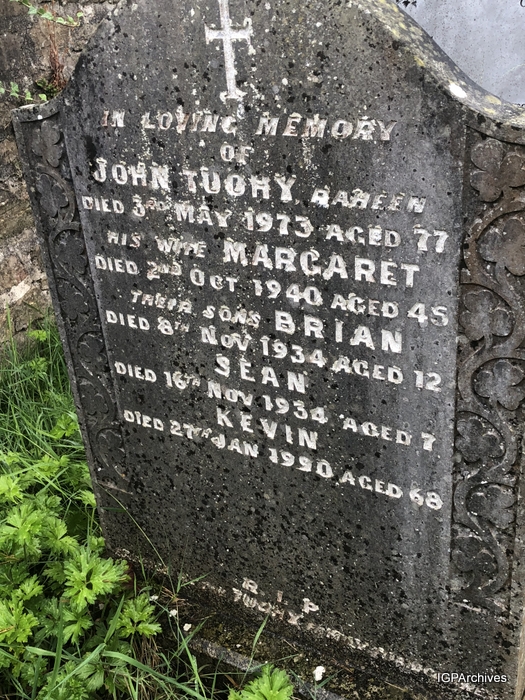 IN LOVING MEMORY
OF
JOHN TUOHY RAHEEN
DIED 3RD MAY 1973 AGED 77
HIS WIFE MARGARET
DIED 2ND OCT 1940 AGED 45
THEIR SONS BRIAN
DIED 8TH NOV 1934 AGED 12
SEAN
DIED 16TH NOV 1934 AGED 7
KEVIN
DIED 27TH JAN 1990 AGED 68
R I P
IGPArchives